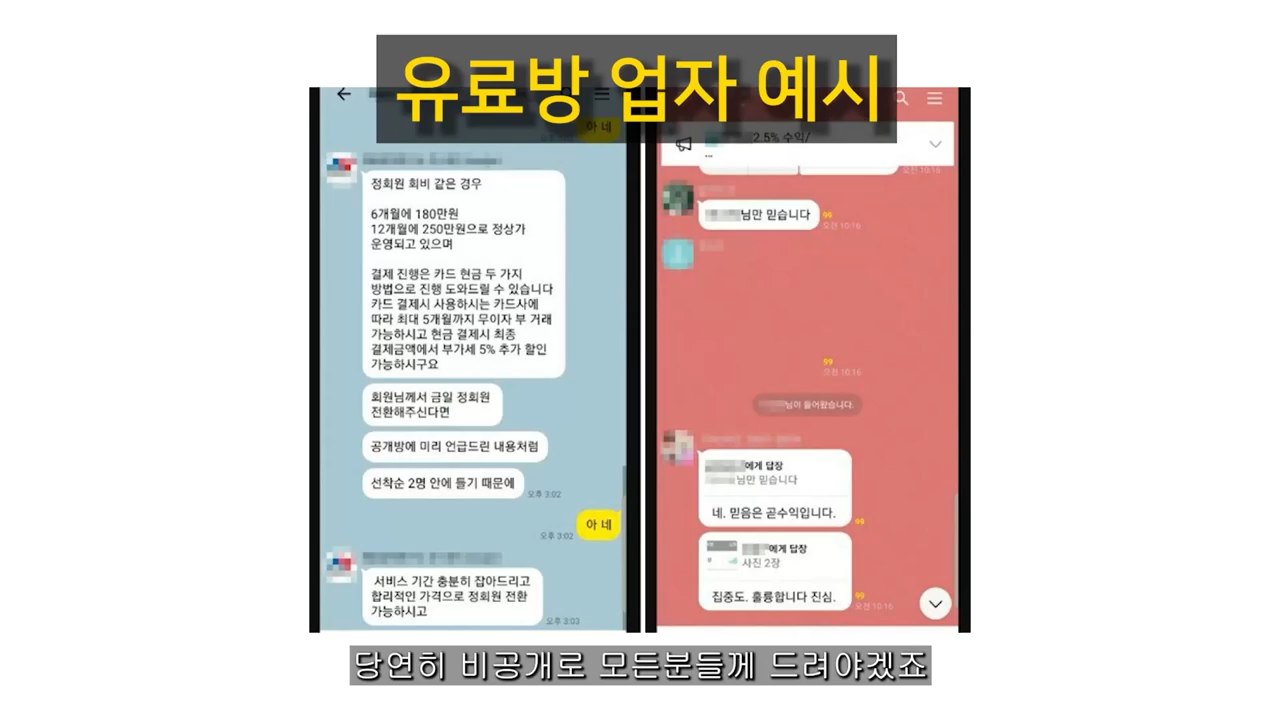 유료방 업자 예시
아 네
정회원 회비 같은 경우
6개월에 180만원
12개월에 250만원으로 정상가
운영되고 있으며
결제 진행은 카드 현금 두 가지
방법으로 진행 도와드릴 수 있습니다
카드 결제시 사용하시는 카드사에
따라 최대 5개월까지 무이자 부 거래
가능하시고 현금 결제시 최종
결제금액에서 부가세 5% 추가 할인
가능하시구요
회원님께서 금일 정회원
전환해주신다면
공개방에 미리 언급드린 내용처럼
선착순 2명 안에 들기 때문에
오후 3:02
아 네
오후 3:02
서비스 기간 충분히 잡아드리고
합리적인 가격으로 정회원 전환
가능하시고
오후 3:03
2.5% 수익/
...
오전 10:16
님만 믿습니다
99
오전 10:16
99
오전 10:16
님이 들어왔습니다.
에게 답장
님만 믿습니다
네. 믿음은 곧수익입니다.
99
에게 답장
사진 2장
집중도. 훌륭합니다 진심.
99
오전 10:16
당연히 비공개로 모든분들께 드려야겠죠